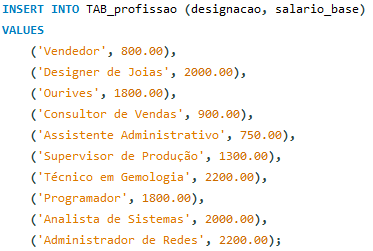 INSERT INTO TAB_profissao (designacao, salario_base)
VALUES
('Vendedor', 800.00),
('Designer de Joias', 2000.00),
('Ourives', 1800.00),
('Consultor de Vendas', 900.00),
('Assistente Administrativo', 750.00),
('Supervisor de Produção', 1300.00),
('Técnico em Gemologia', 2200.00),
('Programador', 1800.00),
('Analista de Sistemas', 2000.00),
('Administrador de Redes', 2200.00);